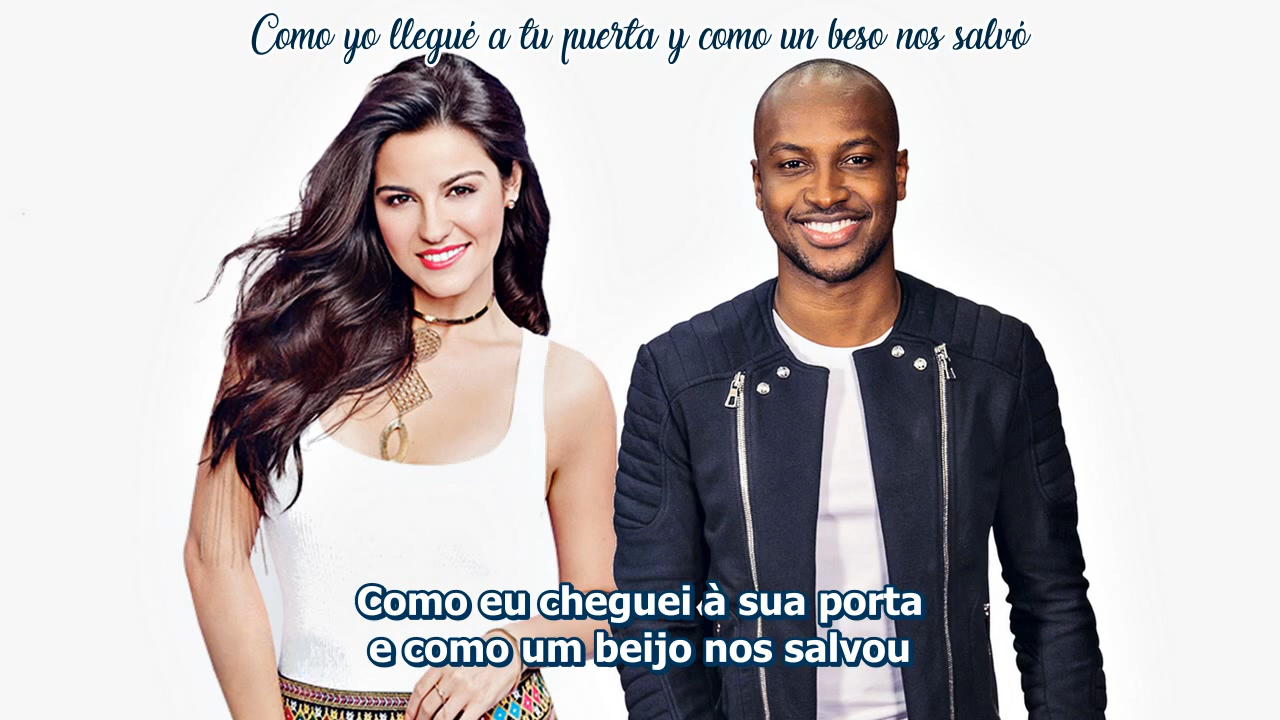 Como yo llegué a tu puerta y como un beso nos salvó
Como eu cheguei à sua porta
e como um beijo nos salvou